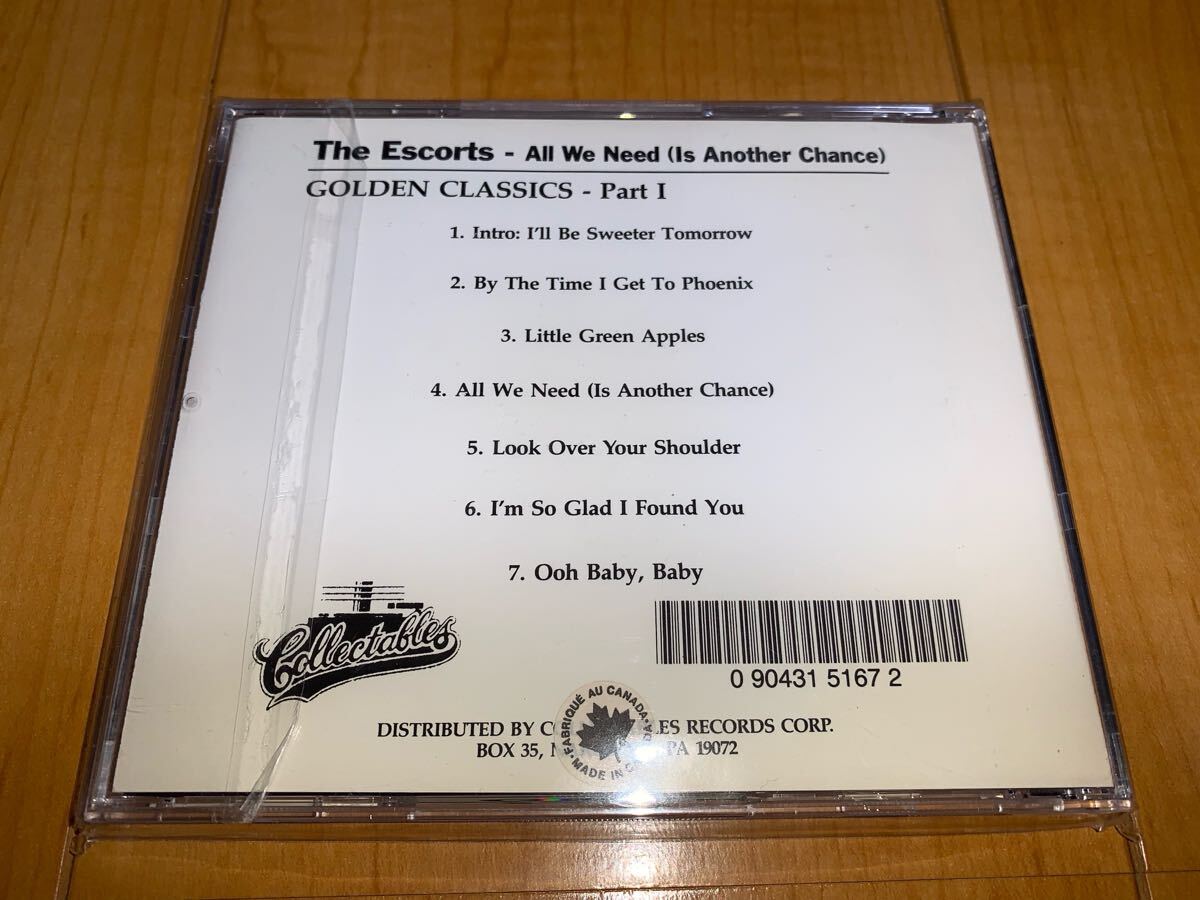 The Escorts - All We Need (Is Another Chance)
GOLDEN CLASSICS - Part I
1. Intro: I'll Be Sweeter Tomorrow
2. By The Time I Get To Phoenix
3. Little Green Apples
4. All We Need (Is Another Chance)
5. Look Over Your Shoulder
6. I'm So Glad I Found You
7. Ooh Baby, Baby
Collectables
0 90431 5167 2
DISTRIBUTED BY RECORDS CORP.
BOX 35, PA 19072
FABRIQUÉ AU CANADA
MADE IN